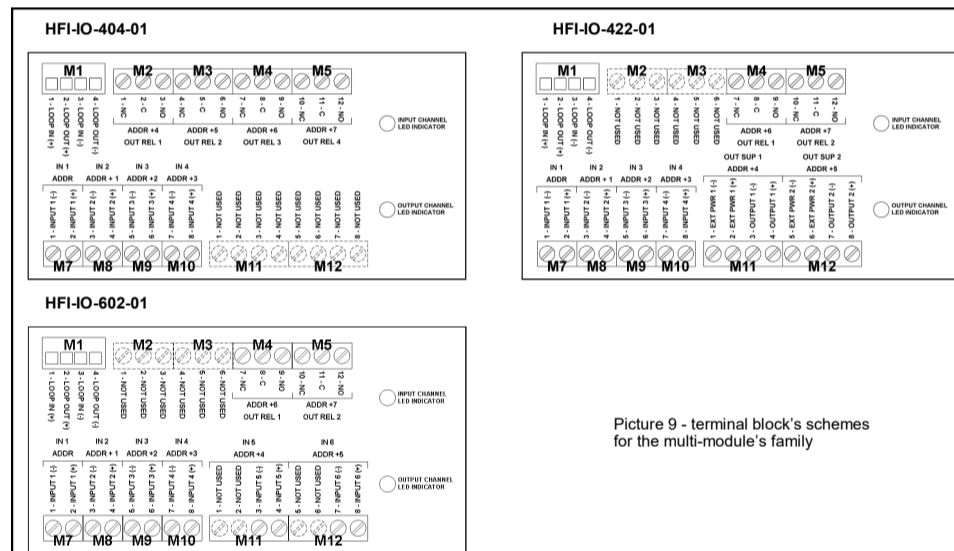 HFI-IO-404-01
M1
M2
M3
M4
M5
1 - LOOP IN (+)
2 - LOOP OUT (+)
3 - LOOP IN (-)
4 - LOOP OUT (-)
1 - NC
2 - C
3 - NO
4 - NC
5 - C
6 - NO
7 - NC
8 - C
9 - NO
10 - NC
11 - C
12 - NO
ADDR +4
ADDR +5
ADDR +6
ADDR +7
OUT REL 1
OUT REL 2
OUT REL 3
OUT REL 4
INPUT CHANNEL
LED INDICATOR
IN 1
IN 2
IN 3
IN 4
ADDR
ADDR + 1
ADDR +2
ADDR +3
1 - INPUT 1 (-)
2 - INPUT 1 (+)
3 - INPUT 2 (-)
4 - INPUT 2 (+)
5 - INPUT 3 (-)
6 - INPUT 3 (+)
7 - INPUT 4 (-)
8 - INPUT 4 (+)
1 - NOT USED
2 - NOT USED
3 - NOT USED
4 - NOT USED
5 - NOT USED
6 - NOT USED
7 - NOT USED
8 - NOT USED
OUTPUT CHANNEL
LED INDICATOR
M7
M8
M9
M10
M11
M12
HFI-IO-422-01
M1
M2
M3
M4
M5
1 - LOOP IN (+)
2 - LOOP OUT (+)
3 - LOOP IN (-)
4 - LOOP OUT (-)
1 - NOT USED
2 - NOT USED
3 - NOT USED
4 - NOT USED
5 - NOT USED
6 - NOT USED
7 - NC
8 - C
9 - NO
10 - NC
11 - C
12 - NO
ADDR +6
ADDR +7
OUT REL 1
OUT REL 2
INPUT CHANNEL
LED INDICATOR
OUT SUP 1
OUT SUP 2
ADDR +4
ADDR +5
IN 1
IN 2
IN 3
IN 4
ADDR
ADDR + 1
ADDR +2
ADDR +3
1 - INPUT 1 (-)
2 - INPUT 1 (+)
3 - INPUT 2 (-)
4 - INPUT 2 (+)
5 - INPUT 3 (-)
6 - INPUT 3 (+)
7 - INPUT 4 (-)
8 - INPUT 4 (+)
1 - EXT PWR 1 (-)
2 - EXT PWR 1 (+)
3 - OUTPUT 1 (-)
4 - OUTPUT 1 (+)
5 - EXT PWR 2 (-)
6 - EXT PWR 2 (+)
7 - OUTPUT 2 (-)
8 - OUTPUT 2 (+)
OUTPUT CHANNEL
LED INDICATOR
M7
M8
M9
M10
M11
M12
HFI-IO-602-01
M1
M2
M3
M4
M5
1 - LOOP IN (+)
2 - LOOP OUT (+)
3 - LOOP IN (-)
4 - LOOP OUT (-)
1 - NOT USED
2 - NOT USED
3 - NOT USED
4 - NOT USED
5 - NOT USED
6 - NOT USED
7 - NC
8 - C
9 - NO
10 - NC
11 - C
12 - NO
ADDR +6
ADDR +7
OUT REL 1
OUT REL 2
INPUT CHANNEL
LED INDICATOR
IN 1
IN 2
IN 3
IN 4
IN 5
IN 6
ADDR
ADDR + 1
ADDR +2
ADDR +3
ADDR +4
ADDR +5
1 - INPUT 1 (-)
2 - INPUT 1 (+)
3 - INPUT 2 (-)
4 - INPUT 2 (+)
5 - INPUT 3 (-)
6 - INPUT 3 (+)
7 - INPUT 4 (-)
8 - INPUT 4 (+)
1 - NOT USED
2 - NOT USED
3 - INPUT 5 (-)
4 - INPUT 5 (+)
5 - NOT USED
6 - NOT USED
7 - INPUT 6 (-)
8 - INPUT 6 (+)
OUTPUT CHANNEL
LED INDICATOR
M7
M8
M9
M10
M11
M12
Picture 9 - terminal block's schemes
for the multi-module's family